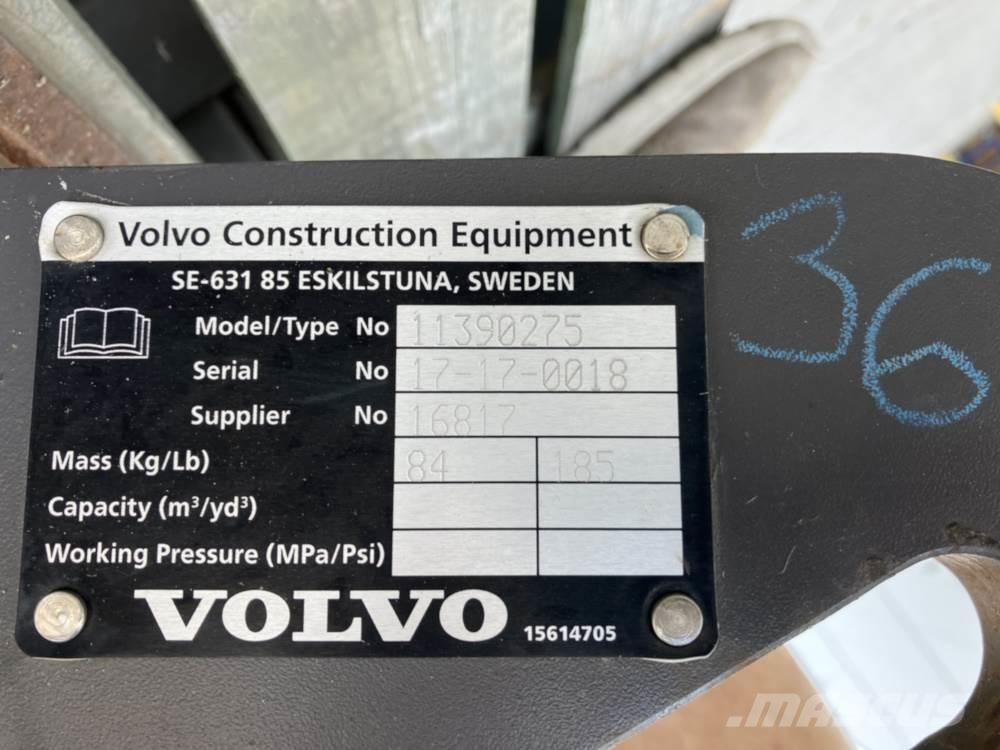 Volvo Construction Equipment
SE-631 85 ESKILSTUNA, SWEDEN
Model/Type No 11390275
Serial No 17-17-0018
Supplier No 16817
Mass (Kg/Lb) 84 185
Capacity (m³/yd³)
Working Pressure (MPa/Psi)
VOLVO 15614705
36
MASCUS